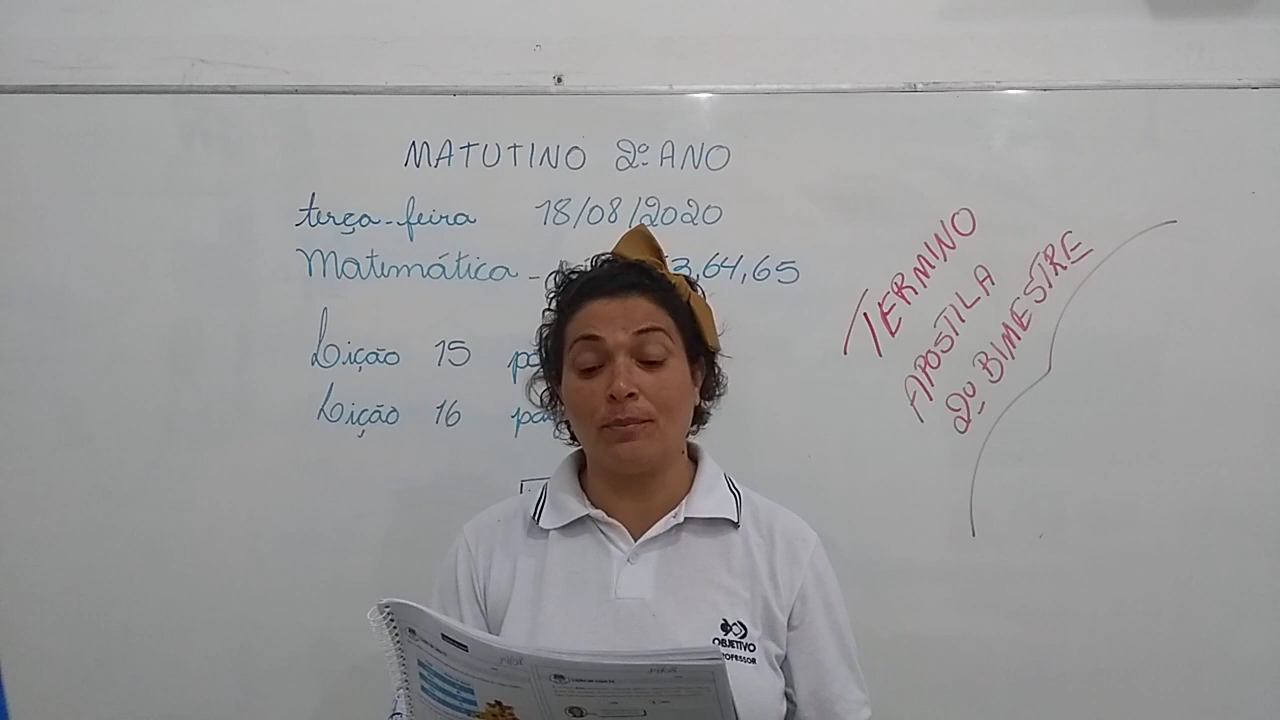 MATUTINO 2º ANO
terça-feira 18/08/2020
Matemática - 3,64,65
Lição 15
Lição 16
TERMINO
APOSTILA
2º BIMESTRE
OBJETIVO